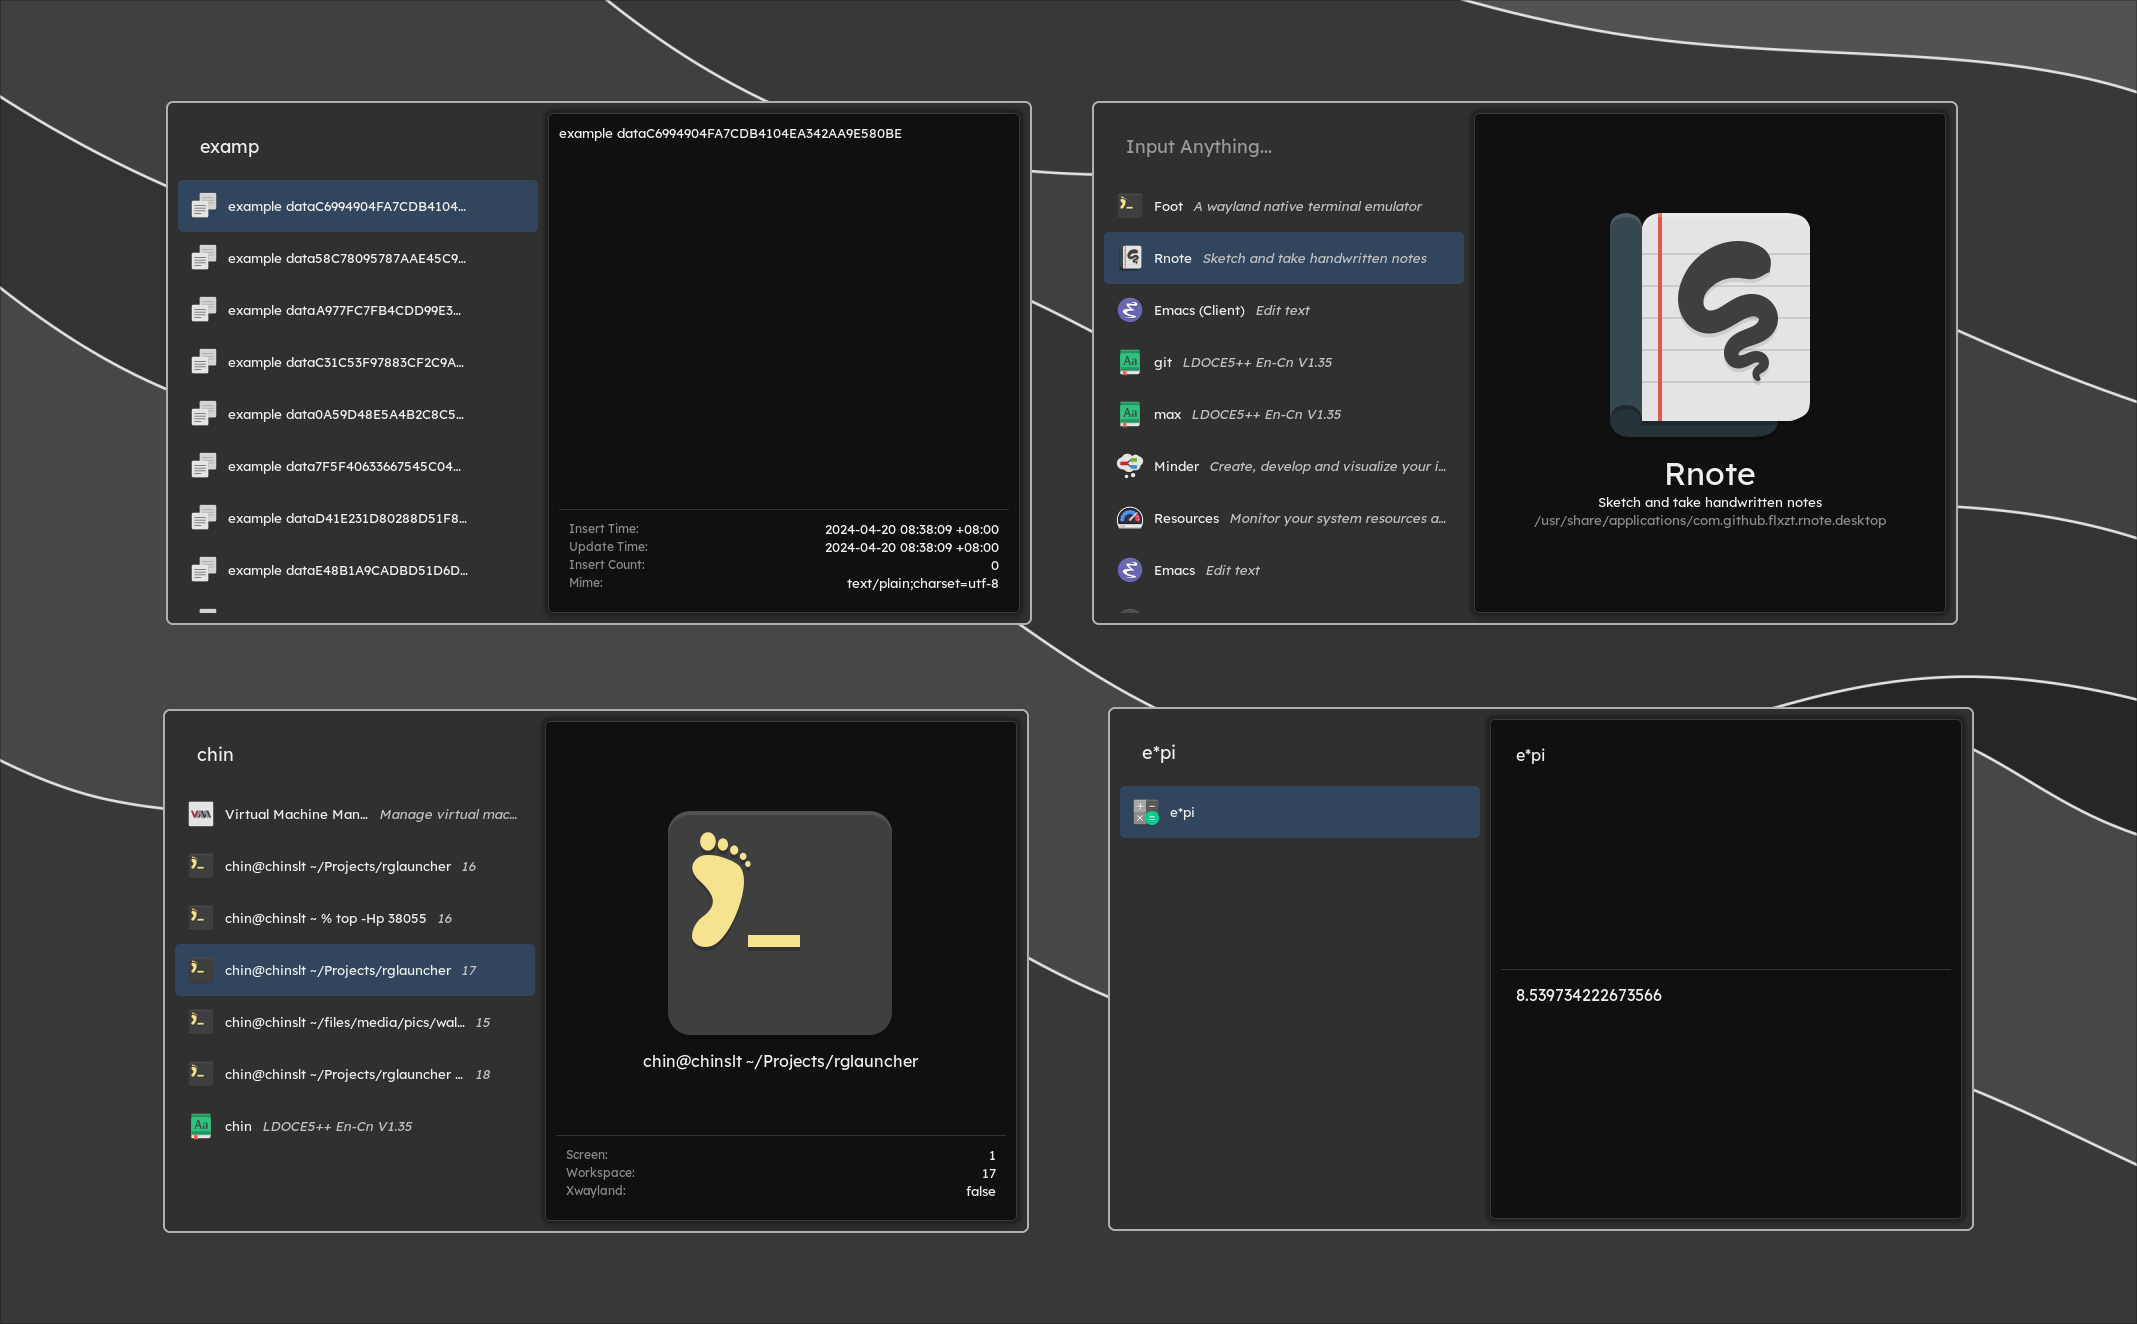 examp
example dataC6994904FA7CDB4104...
example data58C78095787AAE45C9...
example dataA977FC7FB4CDD99E3...
example dataC31C53F97883CF2C9A...
example data0A59D48E5A4B2C8C5...
example data7F5F40633667545C04...
example dataD41E231D80288D51F8...
example dataE48B1A9CADBD51D6D...
example dataC6994904FA7CDB4104EA342AA9E580BE
Insert Time: 2024-04-20 08:38:09 +08:00
Update Time: 2024-04-20 08:38:09 +08:00
Insert Count: 0
Mime: text/plain;charset=utf-8
Input Anything...
Foot A wayland native terminal emulator
Rnote Sketch and take handwritten notes
Emacs (Client) Edit text
Aa git LDOCE5++ En-Cn V1.35
Aa max LDOCE5++ En-Cn V1.35
Minder Create, develop and visualize your i...
Resources Monitor your system resources a...
Emacs Edit text
Rnote
Sketch and take handwritten notes
/usr/share/applications/com.github.flxzt.rnote.desktop
chin
Virtual Machine Man... Manage virtual mac...
chin@chinslt ~/Projects/rglauncher 16
chin@chinslt ~ % top -Hp 38055 16
chin@chinslt ~/Projects/rglauncher 17
chin@chinslt ~/files/media/pics/wal... 15
chin@chinslt ~/Projects/rglauncher ... 18
Aa chin LDOCE5++ En-Cn V1.35
chin@chinslt ~/Projects/rglauncher
Screen: 1
Workspace: 17
Xwayland: false
e*pi
e*pi
e*pi
8.539734222673566